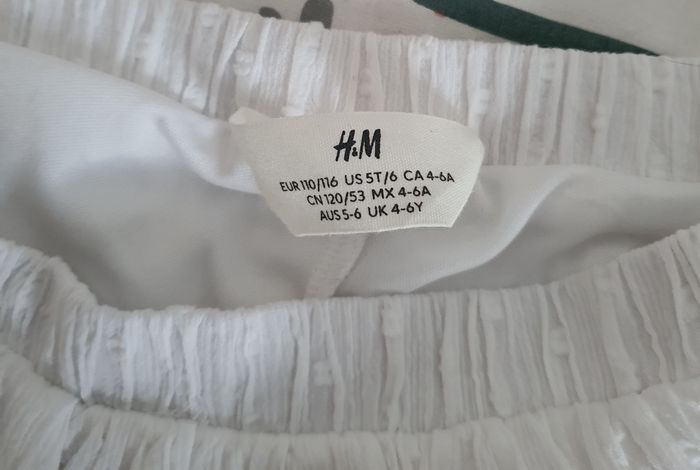 H&M
EUR 110/116 US 5T/6 CA 4-6A
CN 120/53 MX 4-6A
AUS 5-6 UK 4-6Y